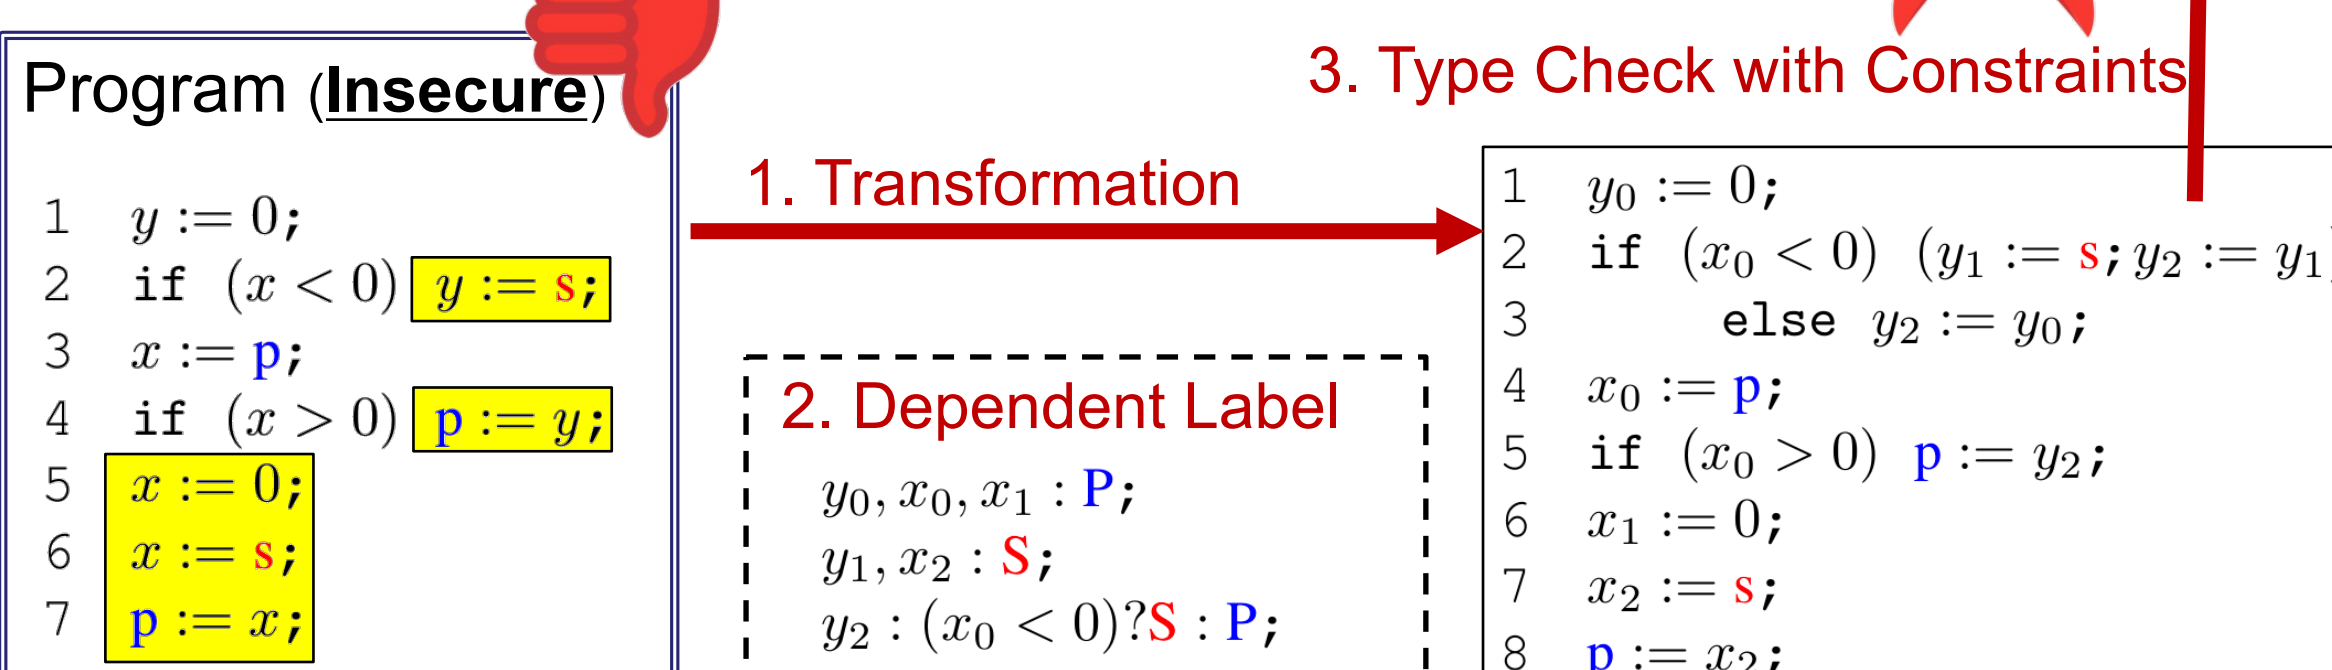 Program (Insecure)
1 y := 0;
2 if (x < 0) y := s;
3 x := p;
4 if (x > 0) p := y;
5 x := 0;
6 x := s;
7 p := x;
1. Transformation
2. Dependent Label
y₀, x₀, x₁ : P;
y₁, x₂ : S;
y₂ : (x₀ < 0)?S : P;
3. Type Check with Constraints
1 y₀ := 0;
2 if (x₀ < 0) (y₁ := s; y₂ := y₁)
3 else y₂ := y₀;
4 x₀ := p;
5 if (x₀ > 0) p := y₂;
6 x₁ := 0;
7 x₂ := s;
8 p := x₂;